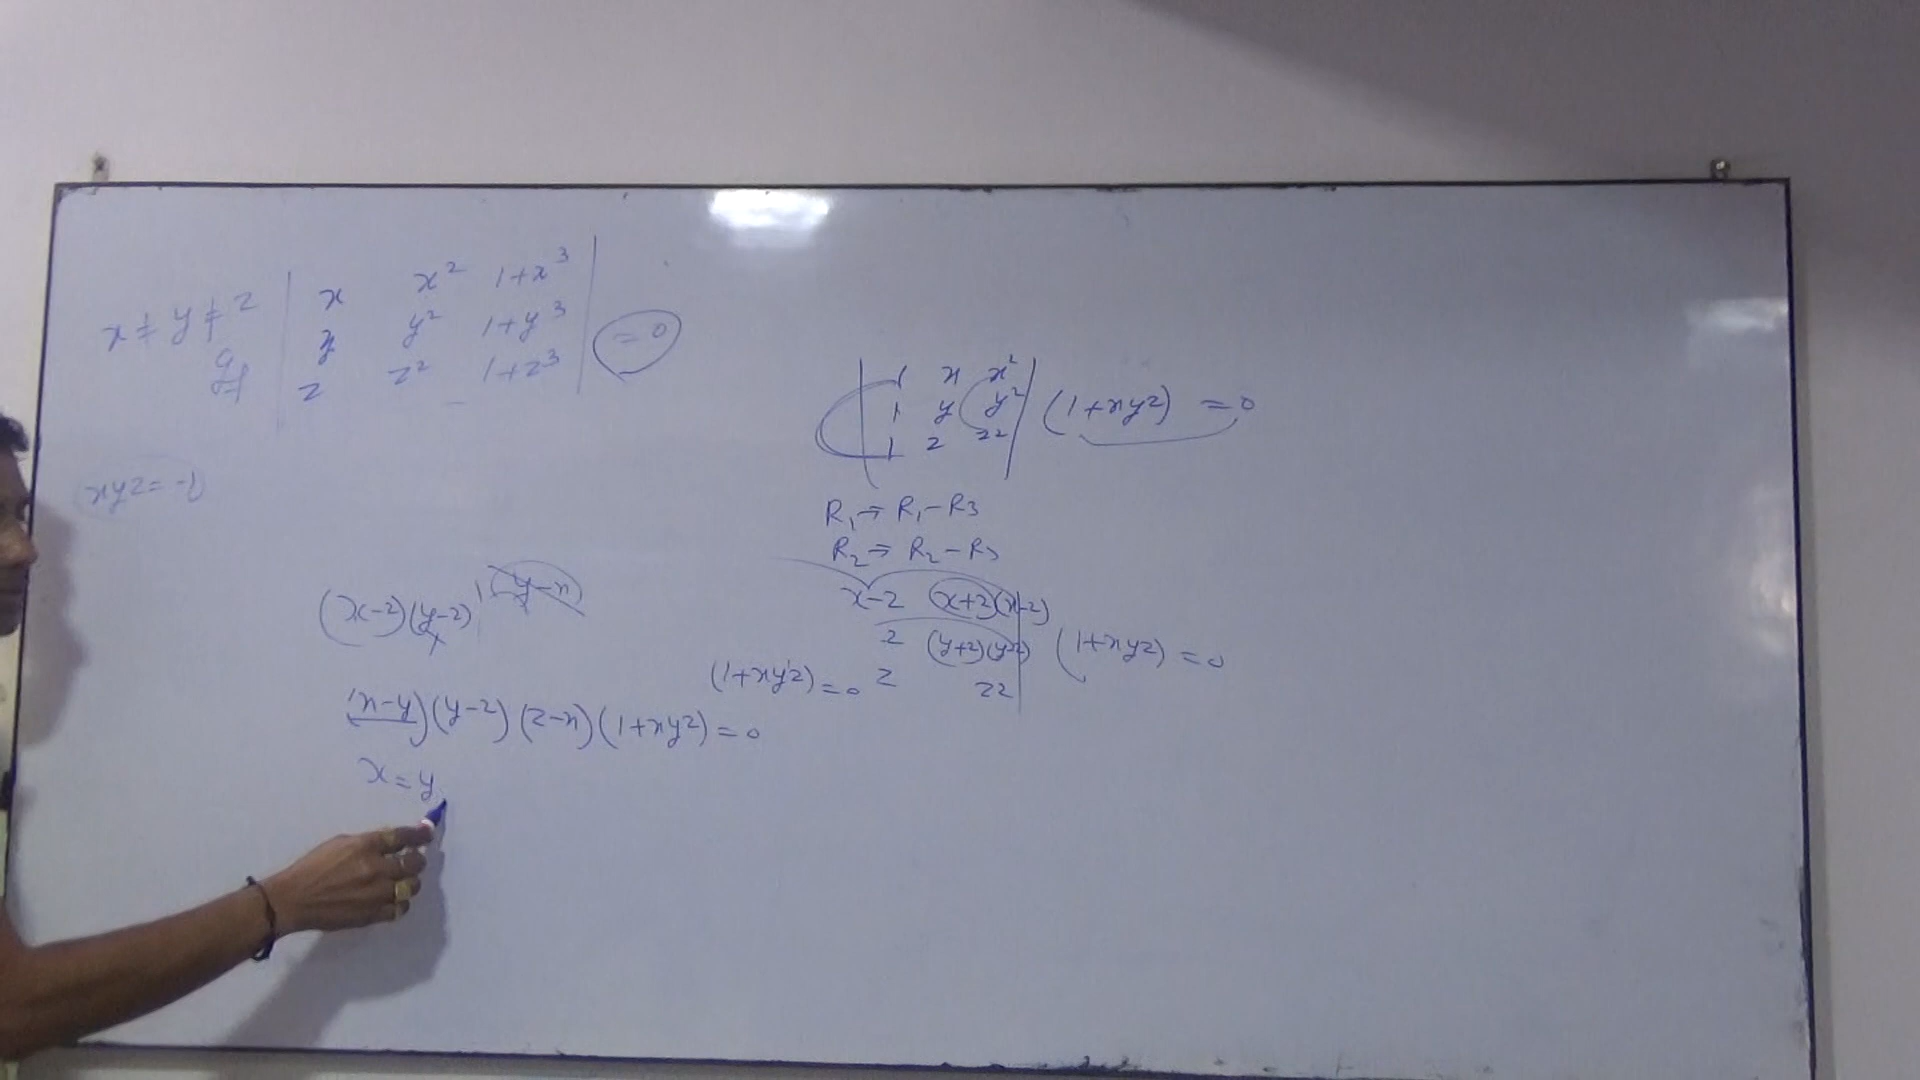 x ≠ y ≠ z | x x² 1+x³ |
y y² 1+y³ = 0
if z z² 1+z³
xyz = -1
| 1 x x² |
| 1 y y² | (1+xyz) = 0
| 1 z z² |
R₁ → R₁ - R₃
R₂ → R₂ - R₃
x-z (x+z)(x-z)
z (y+z)(y-z) (1+xyz) = 0
z z²
(x-z)(y-z) (y-x)
(1+xyz) = 0
(x-y)(y-z)(z-x)(1+xyz) = 0
x = y